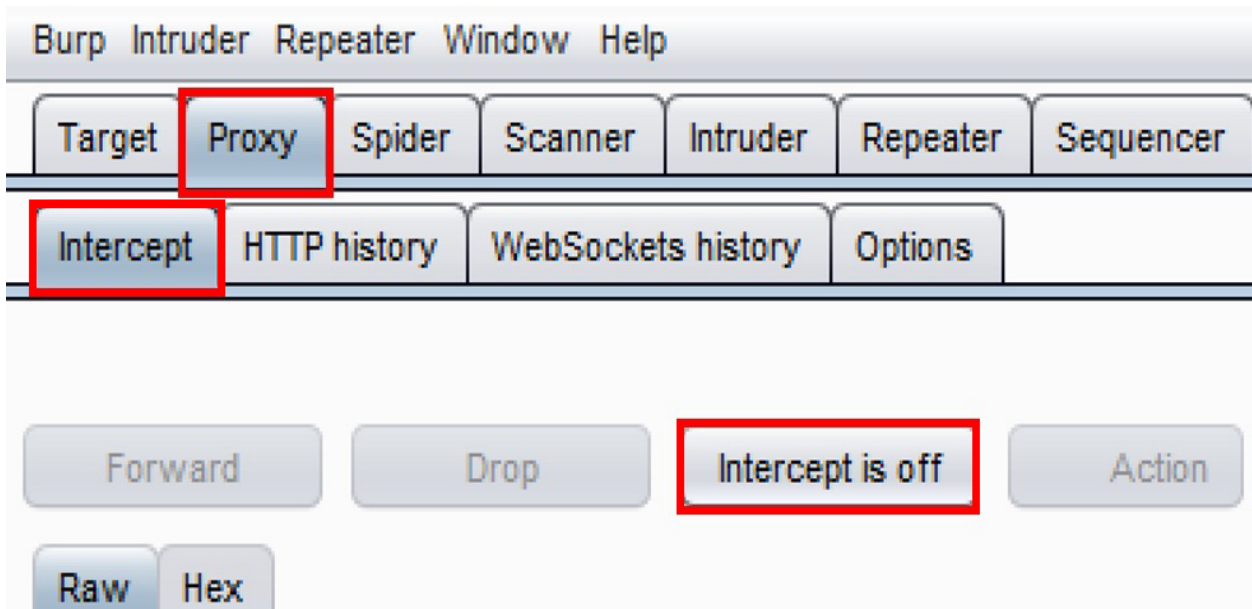 Burp Intruder Repeater Window Help
Target Proxy Spider Scanner Intruder Repeater Sequencer
Intercept HTTP history WebSockets history Options
Forward Drop Intercept is off Action
Raw Hex